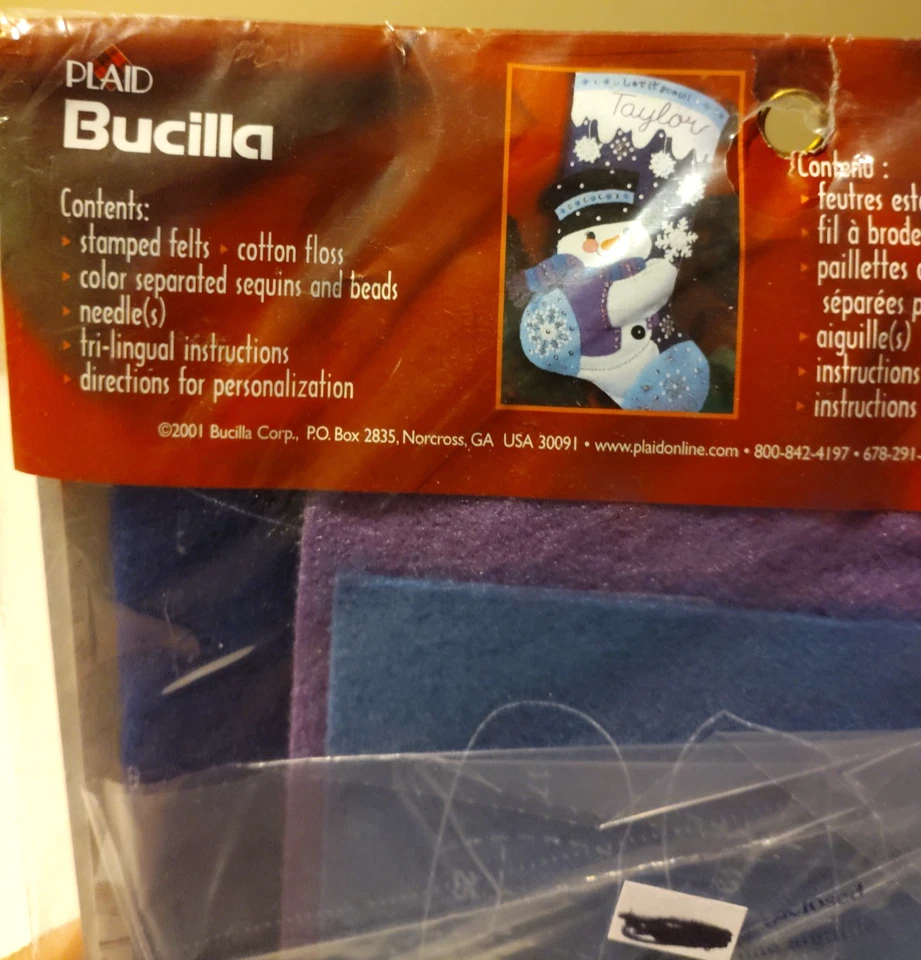 PLAID
Bucilla
Contents:
stamped felts ▸ cotton floss
color separated sequins and beads
needle(s)
tri-lingual instructions
directions for personalization
Let it Snow!
Taylor
Contenu :
feutres
fil à
paillettes
séparées
aiguille(s)
instructions
instructions
©2001 Bucilla Corp., P.O. Box 2835, Norcross, GA USA 30091 • www.plaidonline.com • 800-842-4197 • 678-291-